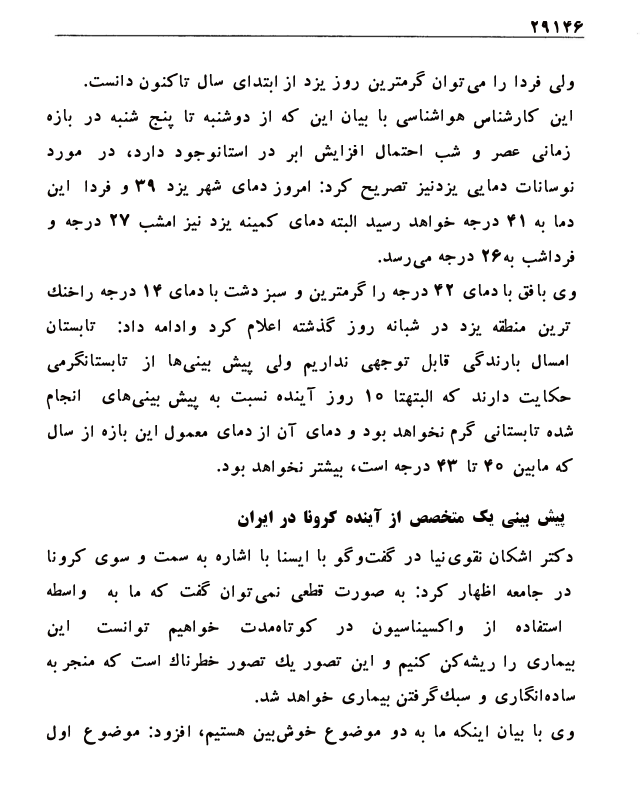 ۲۹۱۴۶
ولی فردا را می‌توان گرمترین روز یزد از ابتدای سال تاکنون دانست.
این کارشناس هواشناسی با بیان این که از دوشنبه تا پنج شنبه در بازه
زمانی عصر و شب احتمال افزایش ابر در استانوجود دارد، در مورد
نوسانات دمایی یزدنیز تصریح کرد: امروز دمای شهر یزد ۳۹ و فردا این
دما به ۴۱ درجه خواهد رسید البته دمای کمینه یزد نیز امشب ۲۷ درجه و
فرداشب به۲۶ درجه می‌رسد.
وی بافق با دمای ۴۲ درجه را گرمترین و سبز دشت با دمای ۱۴ درجه راخنك
ترین منطقه یزد در شبانه روز گذشته اعلام کرد وادامه داد: تابستان
امسال بارندگی قابل توجهی نداریم ولی پیش بینی‌ها از تابستانگرمی
حکایت دارند که البتهتا ۱۰ روز آینده نسبت به پیش بینی‌های انجام
شده تابستانی گرم نخواهد بود و دمای آن از دمای معمول این بازه از سال
که مابین ۴۰ تا ۴۳ درجه است، بیشتر نخواهد بود.
پیش بینی یک متخصص از آینده کرونا در ایران
دکتر اشکان نقوی‌نیا در گفت‌وگو با ایسنا با اشاره به سمت و سوی کرونا
در جامعه اظهار کرد: به صورت قطعی نمی‌توان گفت که ما به واسطه
استفاده از واکسیناسیون در کوتاه‌مدت خواهیم توانست این
بیماری را ریشه‌کن کنیم و این تصور یك تصور خطرناك است که منجر به
ساده‌انگاری و سبك‌گرفتن بیماری خواهد شد.
وی با بیان اینکه ما به دو موضوع خوش‌بین هستیم، افزود: موضوع اول